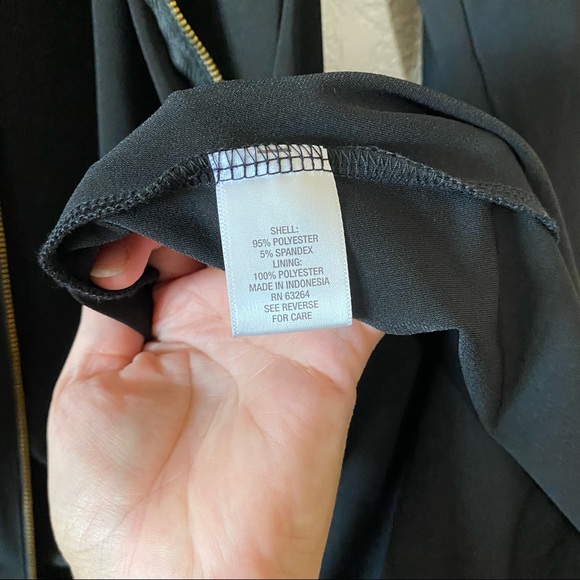 SHELL:
95% POLYESTER
5% SPANDEX
LINING:
100% POLYESTER
MADE IN INDONESIA
RN 63264
SEE REVERSE
FOR CARE